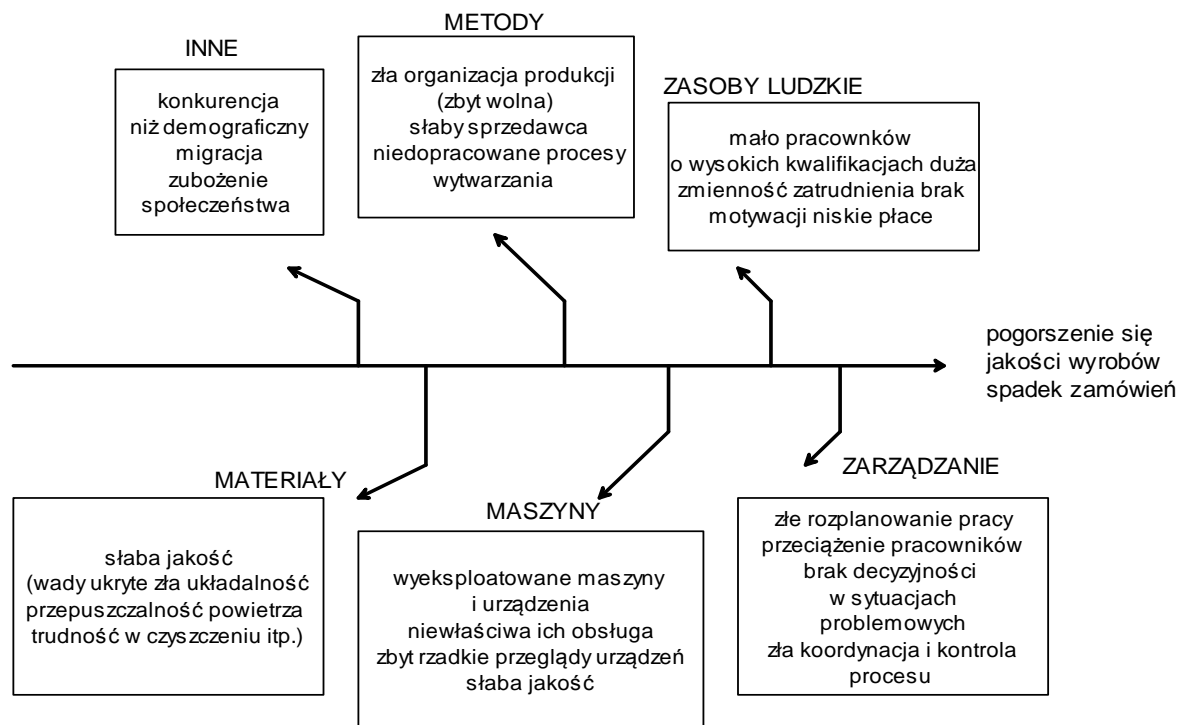 INNE
konkurencja
niż demograficzny
migracja
zubożenie
społeczeństwa
METODY
zła organizacja produkcji
(zbyt wolna)
słaby sprzedawca
niedopracowane procesy
wytwarzania
ZASOBY LUDZKIE
mało pracownków
o wysokich kwalifikacjach duża
zmienność zatrudnienia brak
motywacji niskie płace
pogorszenie się
jakości wyrobów
spadek zamówień
MATERIAŁY
słaba jakość
(wady ukryte zła układalność
przepuszczalność powietrza
trudność w czyszczeniu itp.)
MASZYNY
wyeksploatowane maszyny
i urządzenia
niewłaściwa ich obsługa
zbyt rzadkie przeglądy urządzeń
słaba jakość
ZARZĄDZANIE
złe rozplanowanie pracy
przeciążenie pracowników
brak decyzyjności
w sytuacjach
problemowych
zła koordynacja i kontrola
procesu